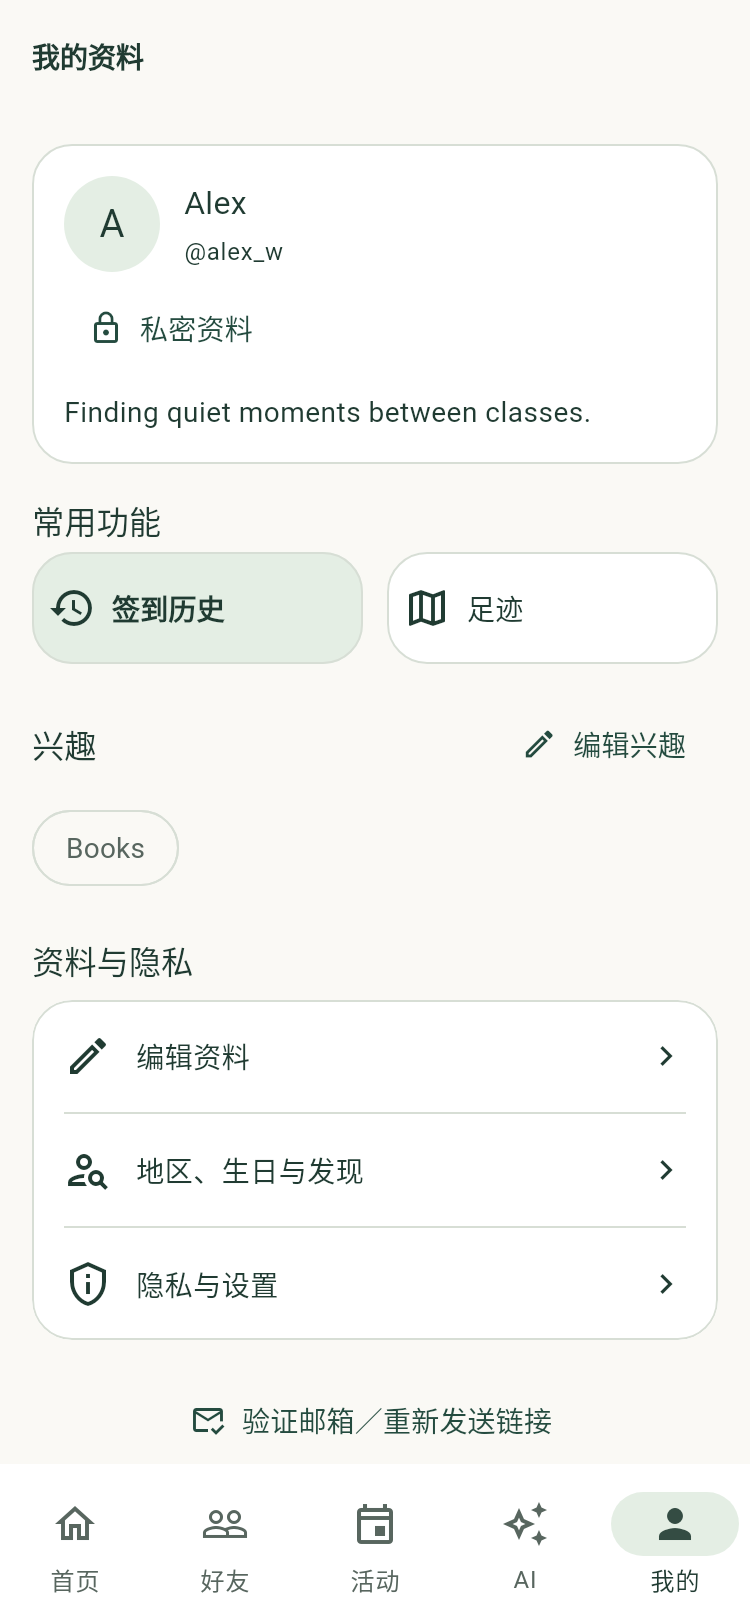 我的资料
A
Alex
@alex_w
私密资料
Finding quiet moments between classes.
常用功能
签到历史
足迹
兴趣
编辑兴趣
Books
资料与隐私
编辑资料
地区、生日与发现
隐私与设置
验证邮箱／重新发送链接
首页
好友
活动
AI
我的